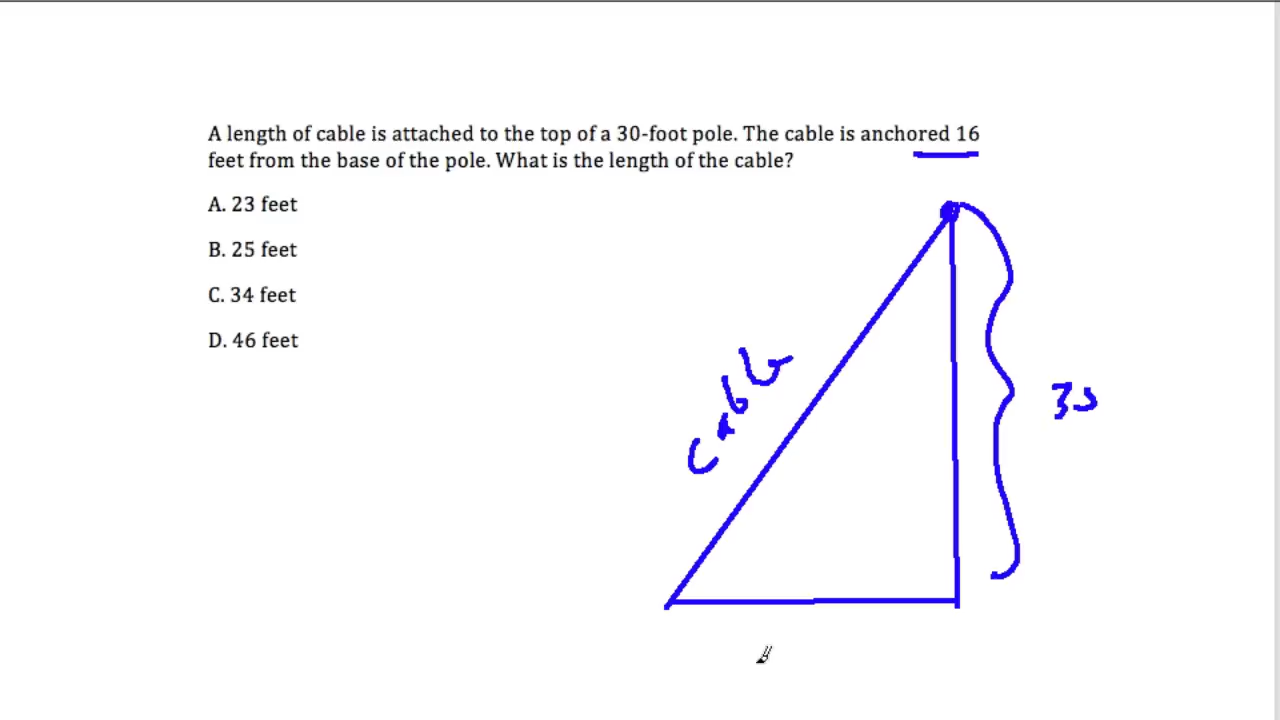 A length of cable is attached to the top of a 30-foot pole. The cable is anchored 16
feet from the base of the pole. What is the length of the cable?
A. 23 feet
B. 25 feet
C. 34 feet
D. 46 feet
Cable
30